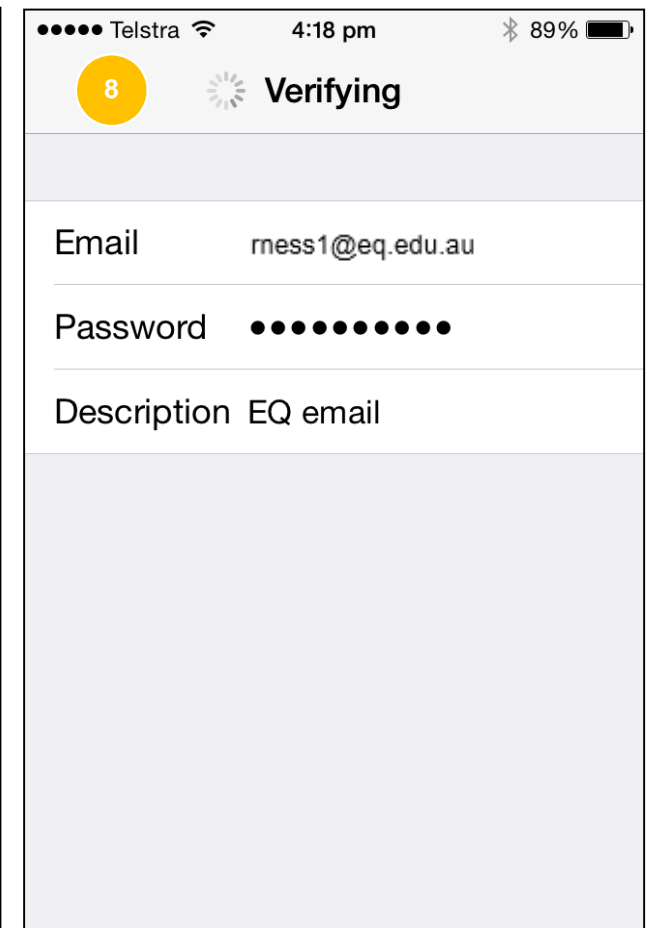 ●●●●● Telstra 4:18 pm 89%
8 Verifying
Email rness1@eq.edu.au
Password ●●●●●●●●●●
Description EQ email